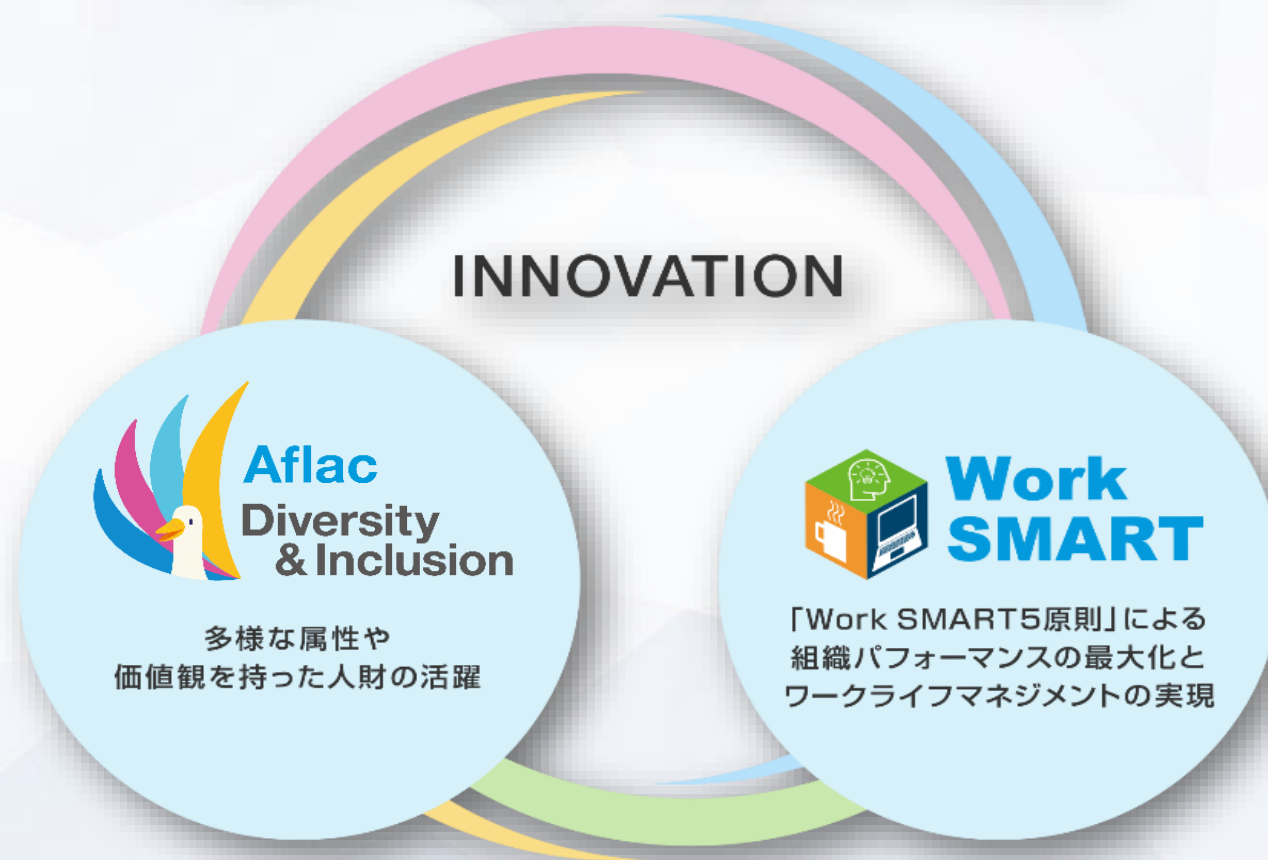 INNOVATION
Aflac
Diversity
& Inclusion
多様な属性や
価値観を持った人財の活躍
Work
SMART
「Work SMART5原則」による
組織パフォーマンスの最大化と
ワークライフマネジメントの実現